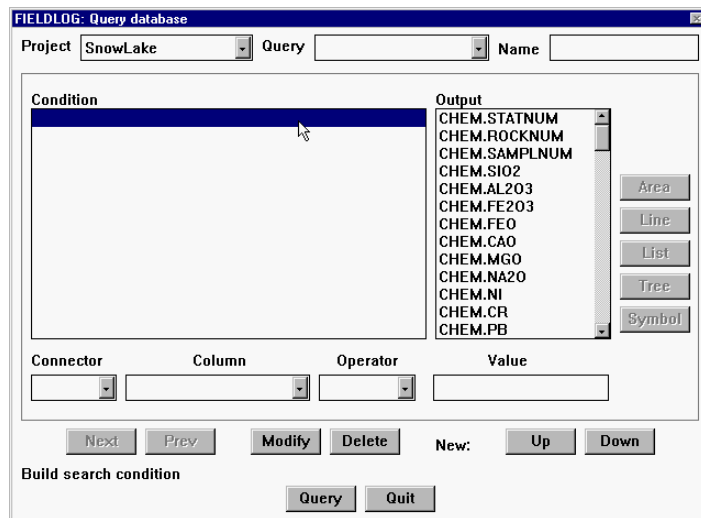 FIELDLOG: Query database
Project SnowLake Query Name
Condition Output
CHEM.STATNUM
CHEM.ROCKNUM
CHEM.SAMPLNUM
CHEM.SIO2
CHEM.AL2O3
CHEM.FE2O3
CHEM.FEO
CHEM.CAO
CHEM.MGO
CHEM.NA2O
CHEM.NI
CHEM.CR
CHEM.PB
Area
Line
List
Tree
Symbol
Connector Column Operator Value
Next Prev Modify Delete New: Up Down
Build search condition
Query Quit